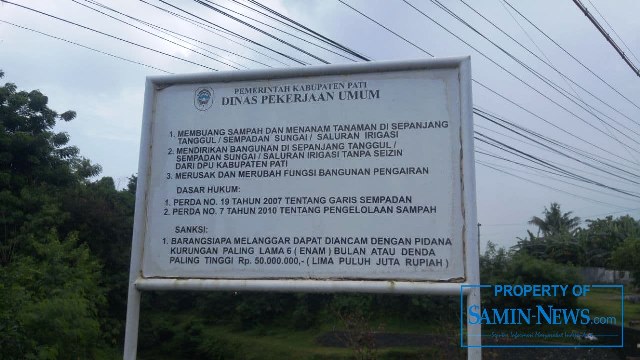 PEMERINTAH KABUPATEN PATI
DINAS PEKERJAAN UMUM
1. MEMBUANG SAMPAH DAN MENANAM TANAMAN DI SEPANJANG
TANGGUL / SEMPADAN SUNGAI / SALURAN IRIGASI
2. MENDIRIKAN BANGUNAN DI SEPANJANG TANGGUL /
SEMPADAN SUNGAI / SALURAN IRIGASI TANPA SEIZIN
DARI DPU KABUPATEN PATI
3. MERUSAK DAN MERUBAH FUNGSI BANGUNAN PENGAIRAN
DASAR HUKUM:
1. PERDA NO. 19 TAHUN 2007 TENTANG GARIS SEMPADAN
2. PERDA NO. 7 TAHUN 2010 TENTANG PENGELOLAAN SAMPAH
SANKSI:
1. BARANGSIAPA MELANGGAR DAPAT DIANCAM DENGAN PIDANA
KURUNGAN PALING LAMA 6 ( ENAM ) BULAN ATAU DENDA
PALING TINGGI Rp. 50.000.000,- ( LIMA PULUH JUTA RUPIAH )
PROPERTY OF
SAMIN-NEWS.com